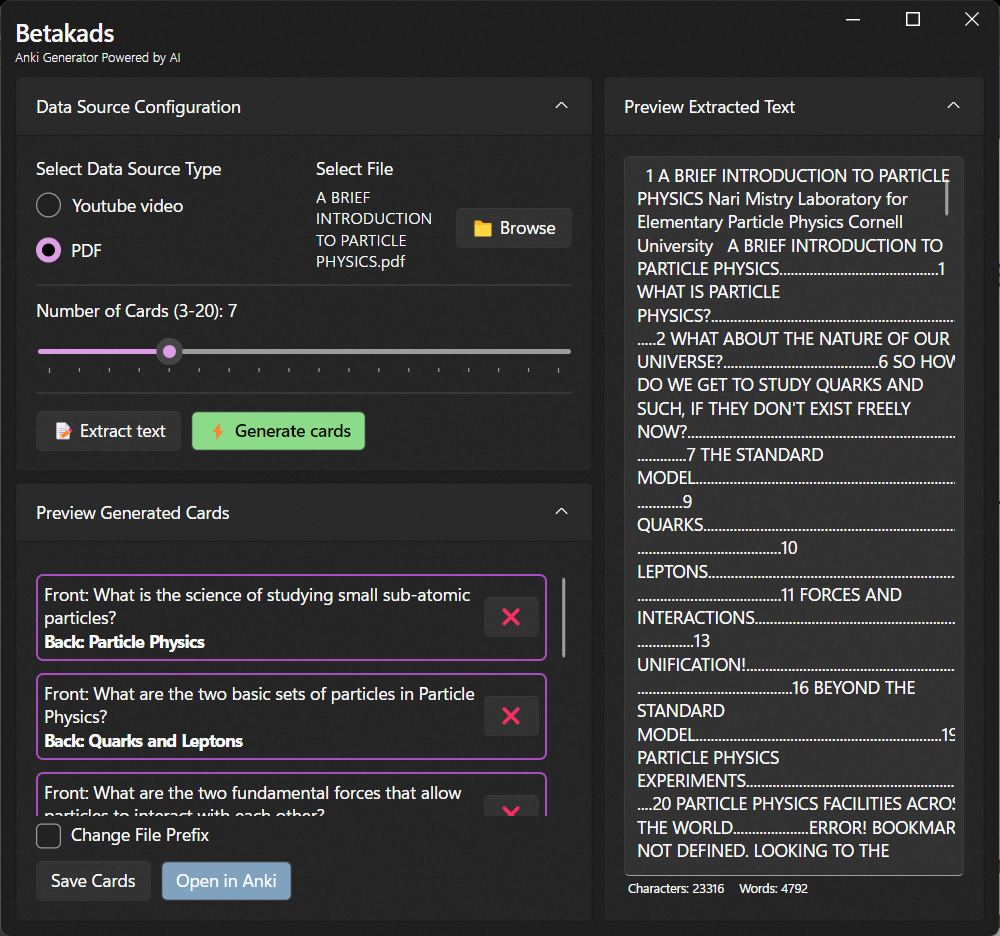 Betakads
Anki Generator Powered by AI
Data Source Configuration
Select Data Source Type
Youtube video
PDF
Select File
A BRIEF
INTRODUCTION
TO PARTICLE
PHYSICS.pdf
Browse
Number of Cards (3-20): 7
Extract text
Generate cards
Preview Generated Cards
Front: What is the science of studying small sub-atomic
particles?
Back: Particle Physics
Front: What are the two basic sets of particles in Particle
Physics?
Back: Quarks and Leptons
Front: What are the two fundamental forces that allow
particles to interact with each other?
Change File Prefix
Save Cards
Open in Anki
Preview Extracted Text
1 A BRIEF INTRODUCTION TO PARTICLE
PHYSICS Nari Mistry Laboratory for
Elementary Particle Physics Cornell
University A BRIEF INTRODUCTION TO
PARTICLE PHYSICS.......................................1
WHAT IS PARTICLE
PHYSICS?............................................................
.....2 WHAT ABOUT THE NATURE OF OUR
UNIVERSE?......................................6 SO HOW
DO WE GET TO STUDY QUARKS AND
SUCH, IF THEY DON'T EXIST FREELY
NOW?.................................................................
............7 THE STANDARD
MODEL...............................................................
...........9
QUARKS..............................................................
...................................10
LEPTONS.............................................................
...................................11 FORCES AND
INTERACTIONS..................................................
..............13
UNIFICATION!....................................................
......................................16 BEYOND THE
STANDARD
MODEL.............................................................19
PARTICLE PHYSICS
EXPERIMENTS....................................................
....20 PARTICLE PHYSICS FACILITIES ACROS
THE WORLD...................ERROR! BOOKMAR
NOT DEFINED. LOOKING TO THE
Characters: 23316 Words: 4792